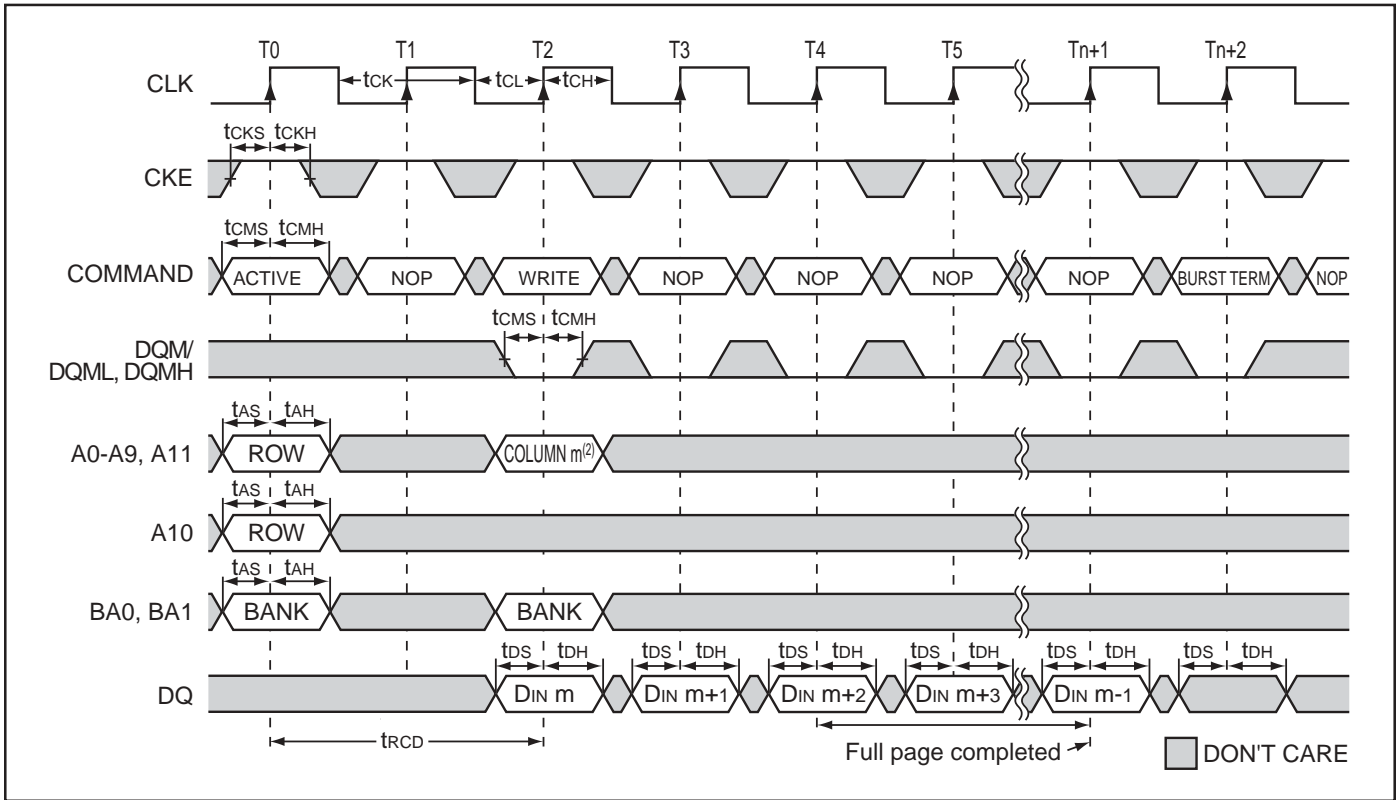 T0 T1 T2 T3 T4 T5 Tn+1 Tn+2
CLK tCK tCL tCH
tCKS tCKH
CKE
tCMS tCMH
COMMAND ACTIVE NOP WRITE NOP NOP NOP NOP BURST TERM NOP
tCMS tCMH
DQM/
DQML, DQMH
tAS tAH
A0-A9, A11 ROW COLUMN m(2)
tAS tAH
A10 ROW
tAS tAH
BA0, BA1 BANK BANK
tDS tDH tDS tDH tDS tDH tDS tDH tDS tDH tDS tDH
DQ DIN m DIN m+1 DIN m+2 DIN m+3 DIN m-1
tRCD
Full page completed
DON'T CARE